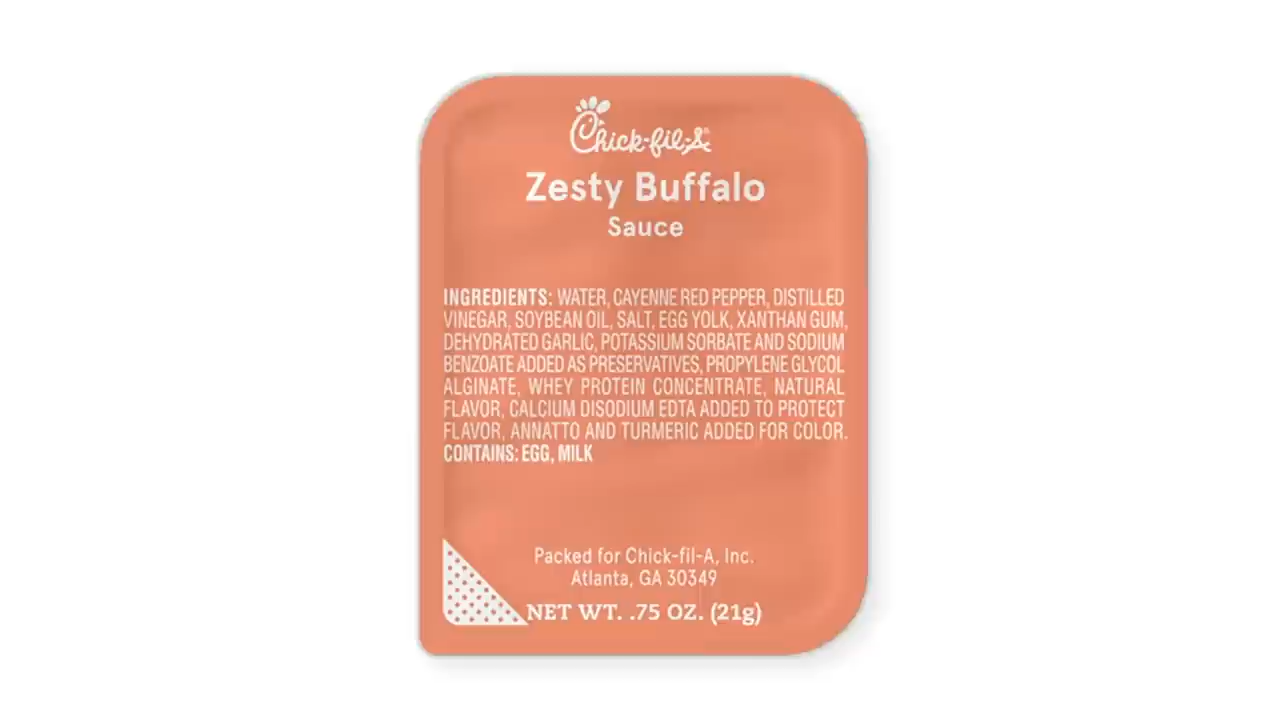 Chick-fil-A®
Zesty Buffalo
Sauce
INGREDIENTS: WATER, CAYENNE RED PEPPER, DISTILLED
VINEGAR, SOYBEAN OIL, SALT, EGG YOLK, XANTHAN GUM,
DEHYDRATED GARLIC, POTASSIUM SORBATE AND SODIUM
BENZOATE ADDED AS PRESERVATIVES, PROPYLENE GLYCOL
ALGINATE, WHEY PROTEIN CONCENTRATE, NATURAL
FLAVOR, CALCIUM DISODIUM EDTA ADDED TO PROTECT
FLAVOR, ANNATTO AND TURMERIC ADDED FOR COLOR.
CONTAINS: EGG, MILK
Packed for Chick-fil-A, Inc.
Atlanta, GA 30349
NET WT. .75 OZ. (21g)